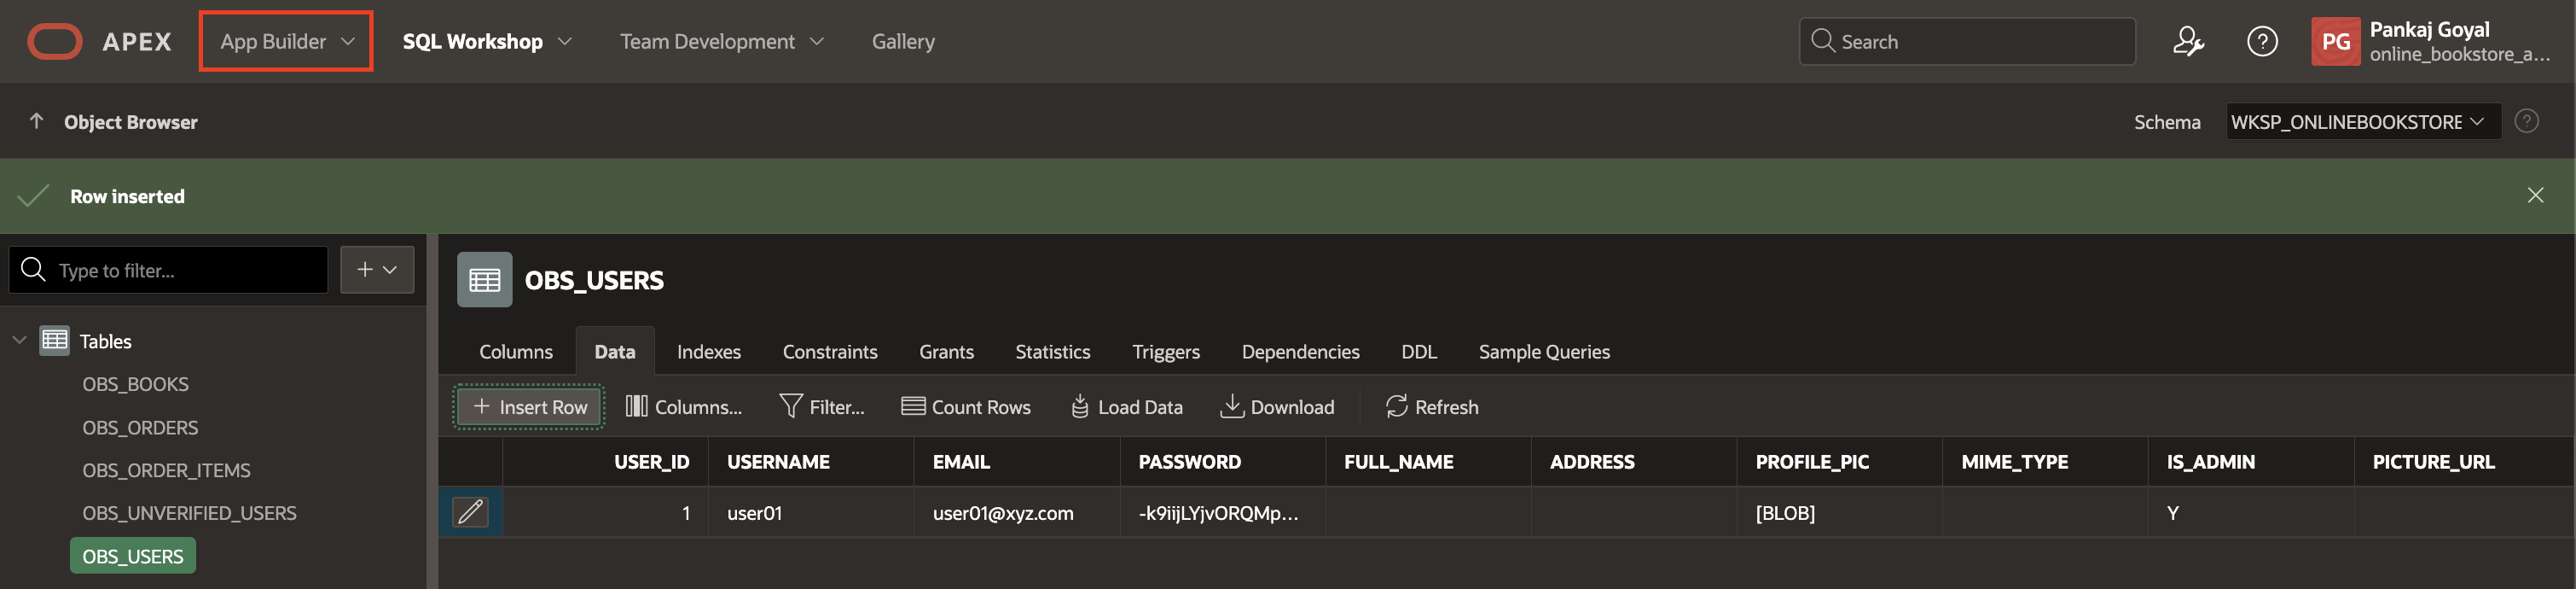 APEX App Builder SQL Workshop Team Development Gallery Search ? PG Pankaj Goyal
online_bookstore_a...
Object Browser Schema WKSP_ONLINEBOOKSTORE ?
Row inserted
Type to filter...
OBS_USERS
Tables
Columns Data Indexes Constraints Grants Statistics Triggers Dependencies DDL Sample Queries
OBS_BOOKS
Insert Row Columns... Filter... Count Rows Load Data Download Refresh
OBS_ORDERS
USER_ID USERNAME EMAIL PASSWORD FULL_NAME ADDRESS PROFILE_PIC MIME_TYPE IS_ADMIN PICTURE_URL
OBS_ORDER_ITEMS
1 user01 user01@xyz.com -k9iijLYjvORQMp... [BLOB] Y
OBS_UNVERIFIED_USERS
OBS_USERS